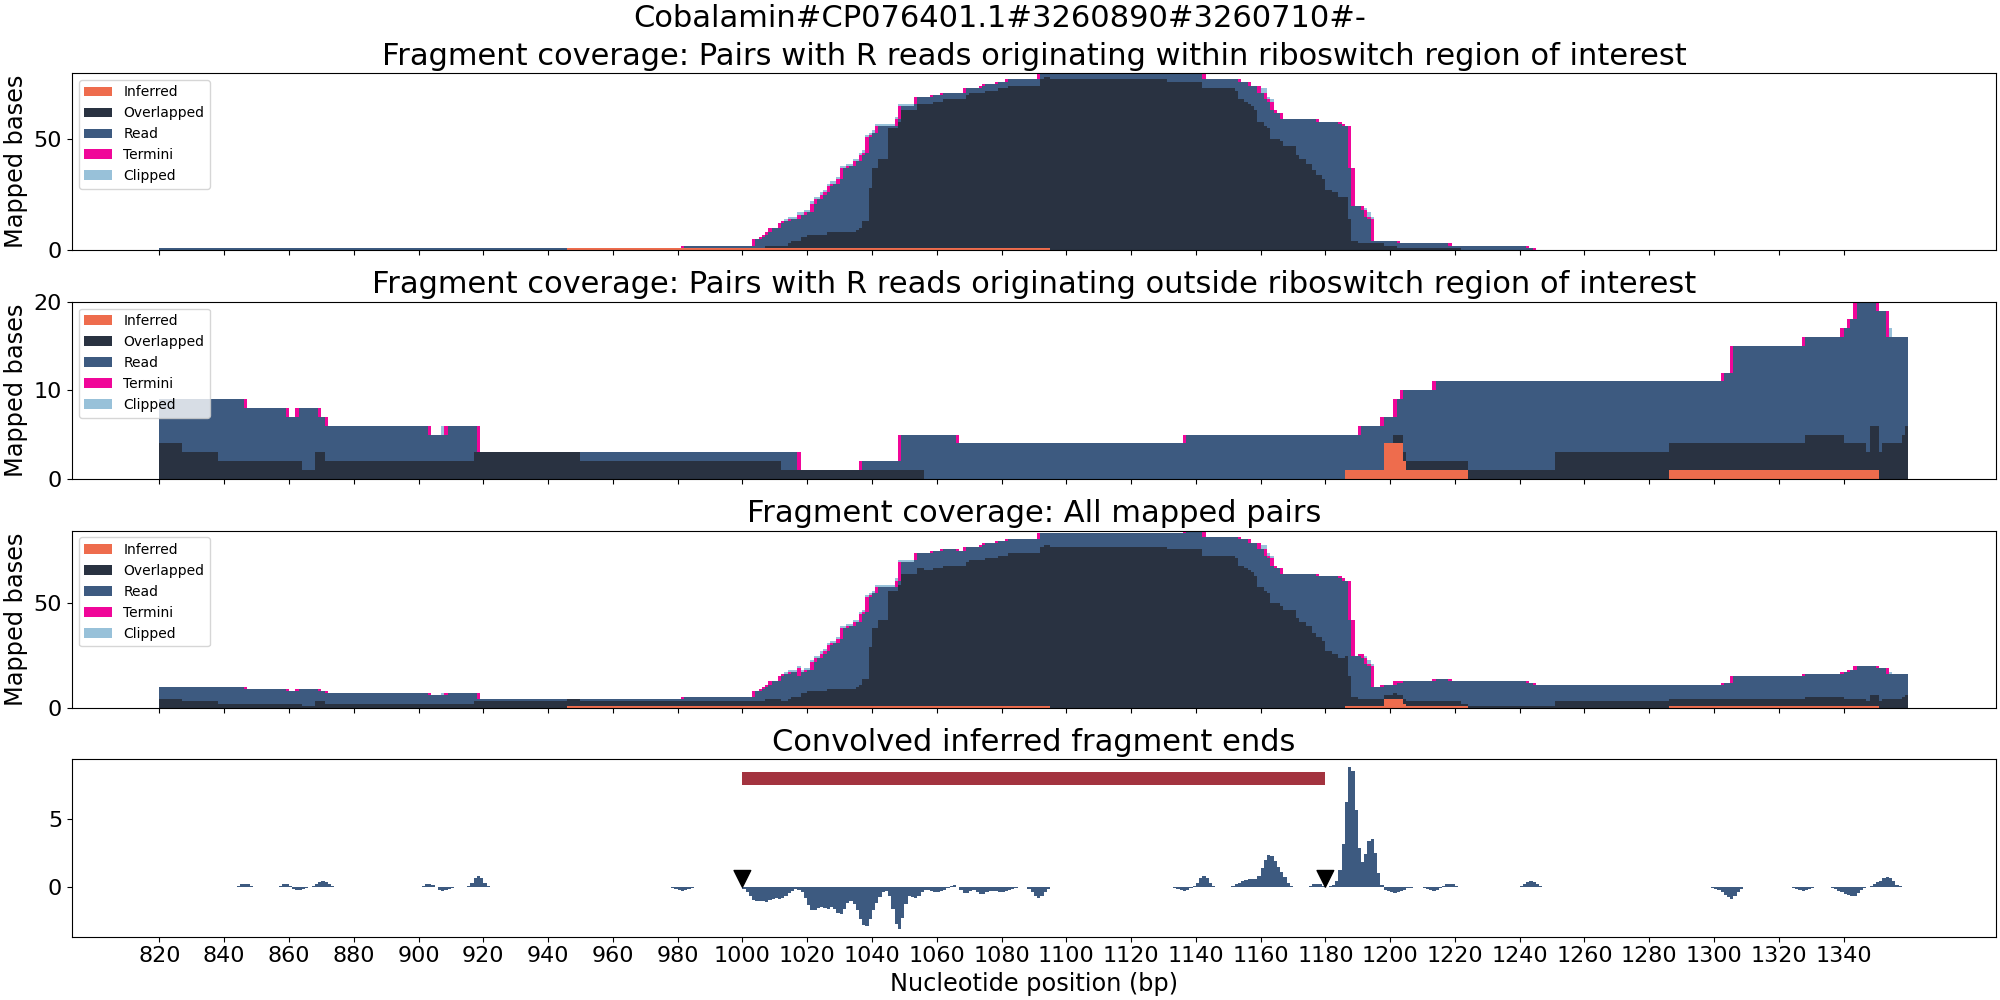 Cobalamin#CP076401.1#3260890#3260710#-
Fragment coverage: Pairs with R reads originating within riboswitch region of interest
Mapped bases
50
0
Inferred
Overlapped
Read
Termini
Clipped
Fragment coverage: Pairs with R reads originating outside riboswitch region of interest
Mapped bases
20
10
0
Inferred
Overlapped
Read
Termini
Clipped
Fragment coverage: All mapped pairs
Mapped bases
50
0
Inferred
Overlapped
Read
Termini
Clipped
Convolved inferred fragment ends
5
0
820 840 860 880 900 920 940 960 980 1000 1020 1040 1060 1080 1100 1120 1140 1160 1180 1200 1220 1240 1260 1280 1300 1320 1340
Nucleotide position (bp)